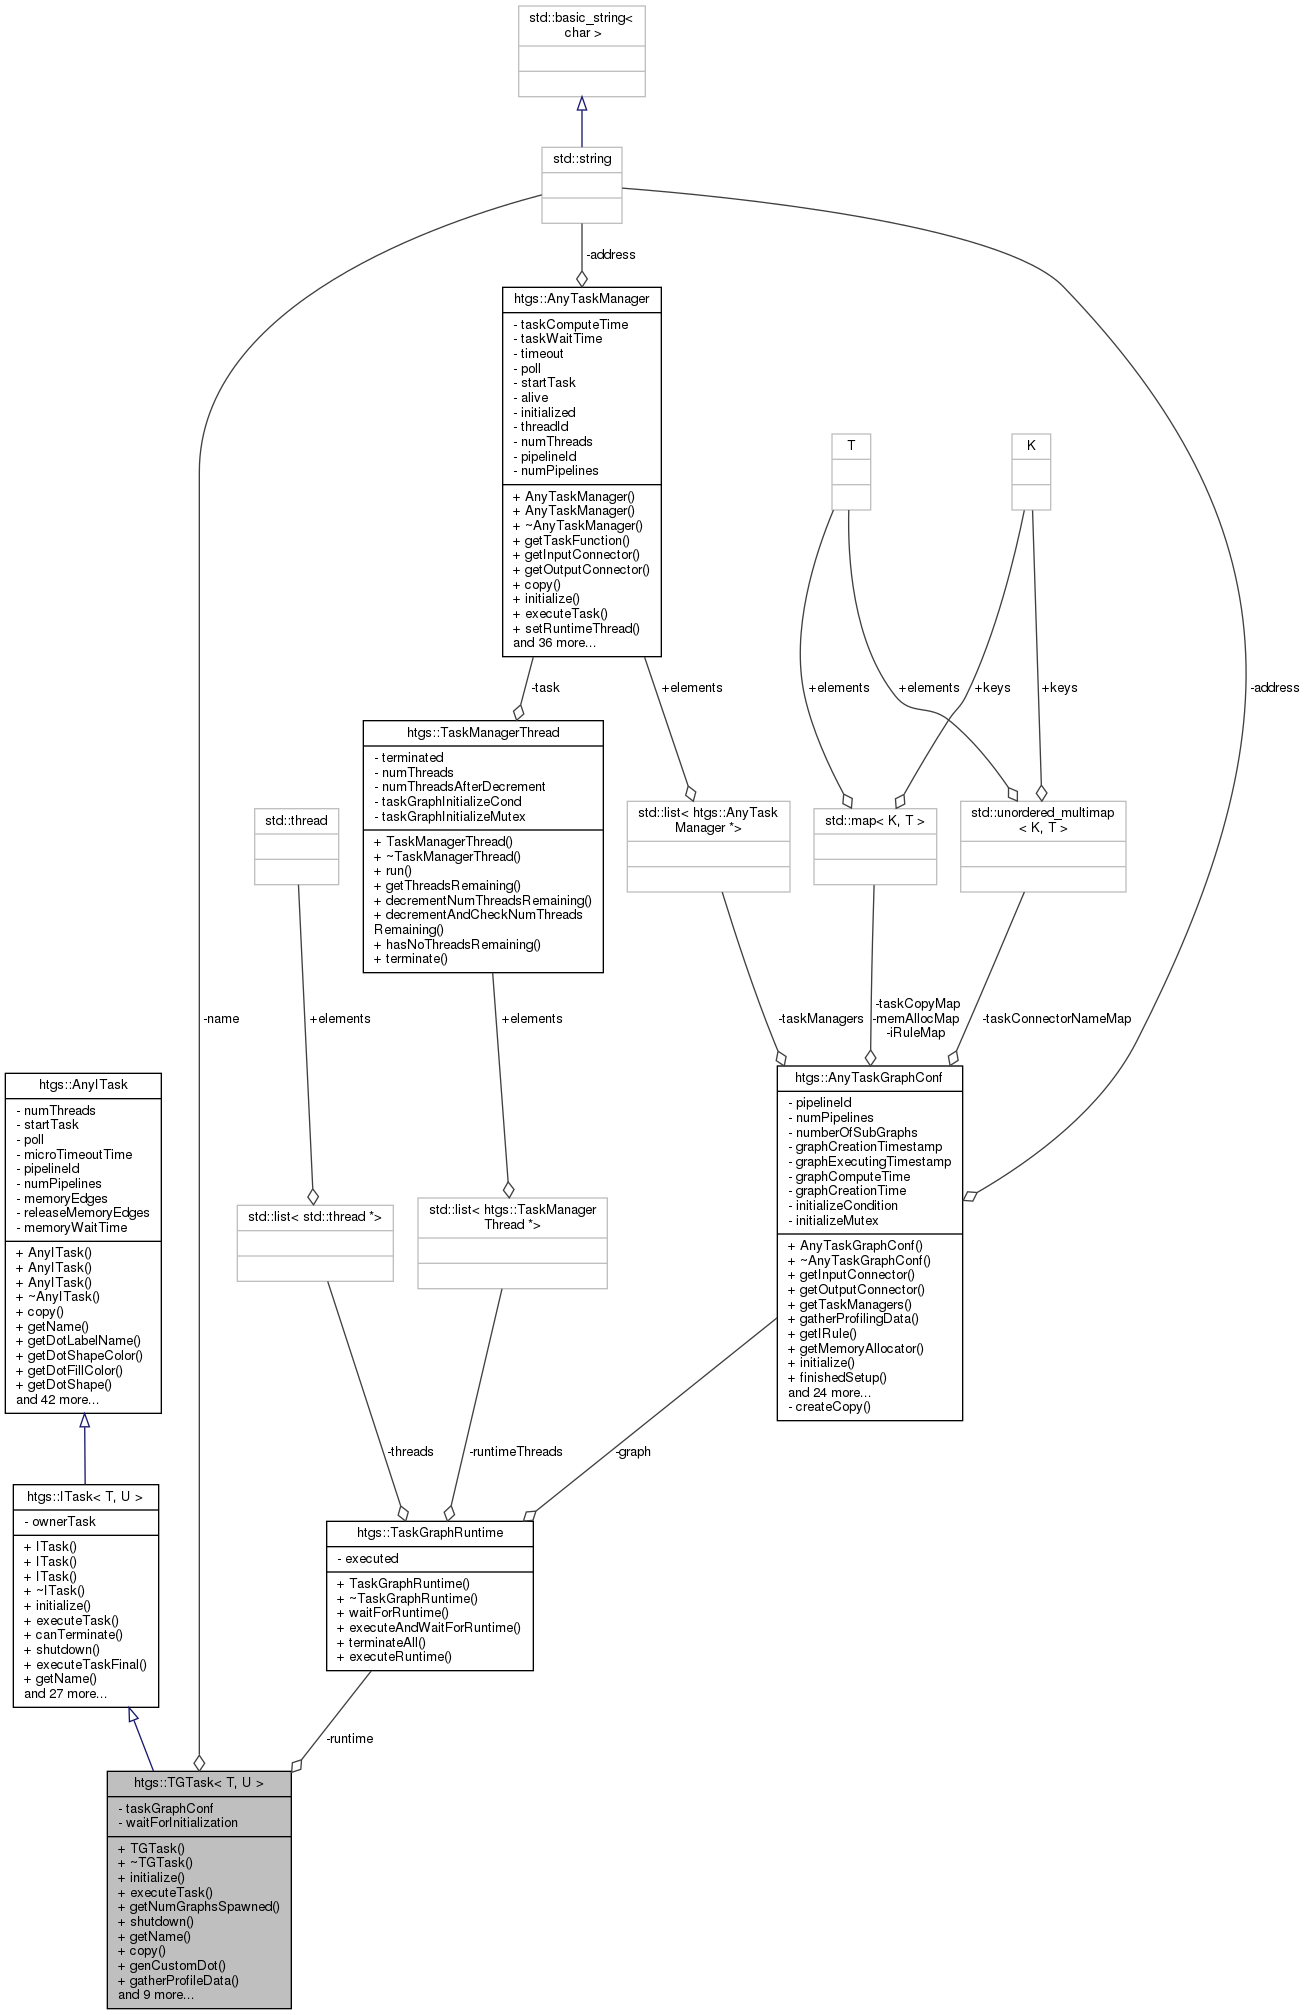 std::basic_string<
char >
std::string
-address
htgs::AnyTaskManager
- taskComputeTime
- taskWaitTime
- timeout
- poll
- startTask
- alive
- initialized
- threadId
- numThreads
- pipelineId
- numPipelines
+ AnyTaskManager()
+ AnyTaskManager()
+ ~AnyTaskManager()
+ getTaskFunction()
+ getInputConnector()
+ getOutputConnector()
+ copy()
+ initialize()
+ executeTask()
+ setRuntimeThread()
and 36 more...
T
K
-task
+elements
+elements
+elements
+keys
+keys
-address
htgs::TaskManagerThread
- terminated
- numThreads
- numThreadsAfterDecrement
- taskGraphInitializeCond
- taskGraphInitializeMutex
+ TaskManagerThread()
+ ~TaskManagerThread()
+ run()
+ getThreadsRemaining()
+ decrementNumThreadsRemaining()
+ decrementAndCheckNumThreads
Remaining()
+ hasNoThreadsRemaining()
+ terminate()
std::thread
std::list< htgs::AnyTask
Manager *>
std::map< K, T >
std::unordered_multimap
< K, T >
-name
+elements
+elements
-taskManagers
-taskCopyMap
-memAllocMap
-iRuleMap
-taskConnectorNameMap
htgs::AnyITask
- numThreads
- startTask
- poll
- microTimeoutTime
- pipelineId
- numPipelines
- memoryEdges
- releaseMemoryEdges
- memoryWaitTime
+ AnyITask()
+ AnyITask()
+ AnyITask()
+ ~AnyITask()
+ copy()
+ getName()
+ getDotLabelName()
+ getDotShapeColor()
+ getDotFillColor()
+ getDotShape()
and 42 more...
std::list< std::thread *>
std::list< htgs::TaskManager
Thread *>
htgs::AnyTaskGraphConf
- pipelineId
- numPipelines
- numberOfSubGraphs
- graphCreationTimestamp
- graphExecutingTimestamp
- graphComputeTime
- graphCreationTime
- initializeCondition
- initializeMutex
+ AnyTaskGraphConf()
+ ~AnyTaskGraphConf()
+ getInputConnector()
+ getOutputConnector()
+ getTaskManagers()
+ gatherProfilingData()
+ getIRule()
+ getMemoryAllocator()
+ initialize()
+ finishedSetup()
and 24 more...
- createCopy()
-threads
-runtimeThreads
-graph
htgs::ITask< T, U >
- ownerTask
+ ITask()
+ ITask()
+ ITask()
+ ~ITask()
+ initialize()
+ executeTask()
+ canTerminate()
+ shutdown()
+ executeTaskFinal()
+ getName()
and 27 more...
htgs::TaskGraphRuntime
- executed
+ TaskGraphRuntime()
+ ~TaskGraphRuntime()
+ waitForRuntime()
+ executeAndWaitForRuntime()
+ terminateAll()
+ executeRuntime()
-runtime
htgs::TGTask< T, U >
- taskGraphConf
- waitForInitialization
+ TGTask()
+ ~TGTask()
+ initialize()
+ executeTask()
+ getNumGraphsSpawned()
+ shutdown()
+ getName()
+ copy()
+ genCustomDot()
+ gatherProfileData()
and 9 more...